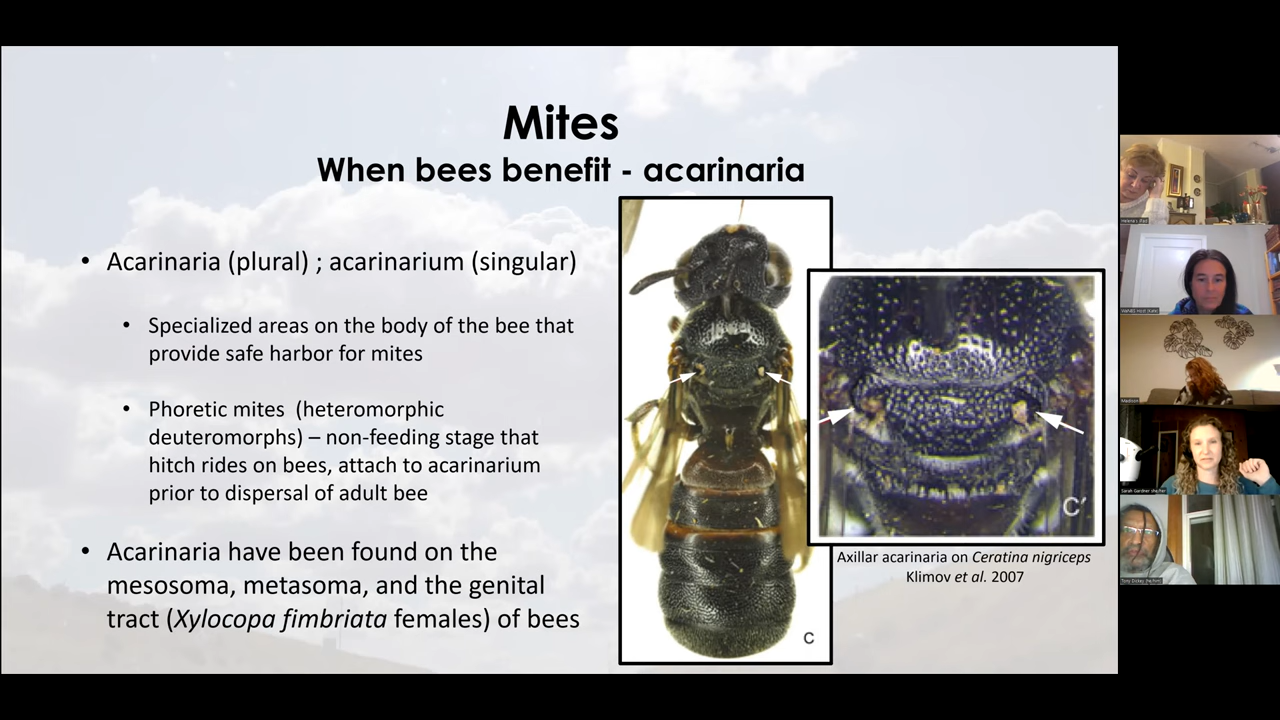 Mites
When bees benefit - acarinaria
• Acarinaria (plural) ; acarinarium (singular)
• Specialized areas on the body of the bee that
provide safe harbor for mites
• Phoretic mites (heteromorphic
deuteromorphs) – non-feeding stage that
hitch rides on bees, attach to acarinarium
prior to dispersal of adult bee
• Acarinaria have been found on the
mesosoma, metasoma, and the genital
tract (Xylocopa fimbriata females) of bees
C
C′
Axillar acarinaria on Ceratina nigriceps
Klimov et al. 2007
Helena's iPad
Madison